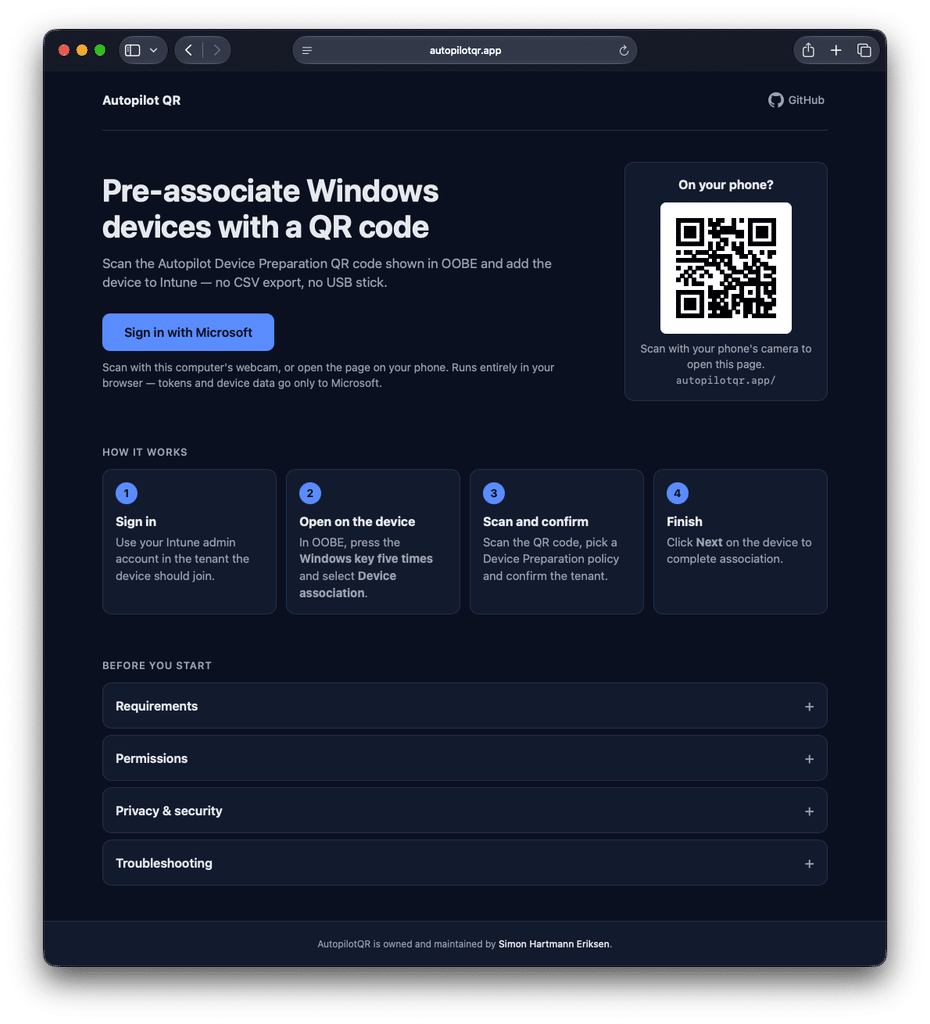 autopilotqr.app
Autopilot QR
GitHub
Pre-associate Windows
devices with a QR code
Scan the Autopilot Device Preparation QR code shown in OOBE and add the
device to Intune — no CSV export, no USB stick.
Sign in with Microsoft
Scan with this computer's webcam, or open the page on your phone. Runs entirely in your
browser — tokens and device data go only to Microsoft.
On your phone?
Scan with your phone's camera to
open this page.
autopilotqr.app/
HOW IT WORKS
1
Sign in
Use your Intune admin
account in the tenant the
device should join.
2
Open on the device
In OOBE, press the
Windows key five times
and select Device
association.
3
Scan and confirm
Scan the QR code, pick a
Device Preparation policy
and confirm the tenant.
4
Finish
Click Next on the device to
complete association.
BEFORE YOU START
Requirements
Permissions
Privacy & security
Troubleshooting
AutopilotQR is owned and maintained by Simon Hartmann Eriksen.